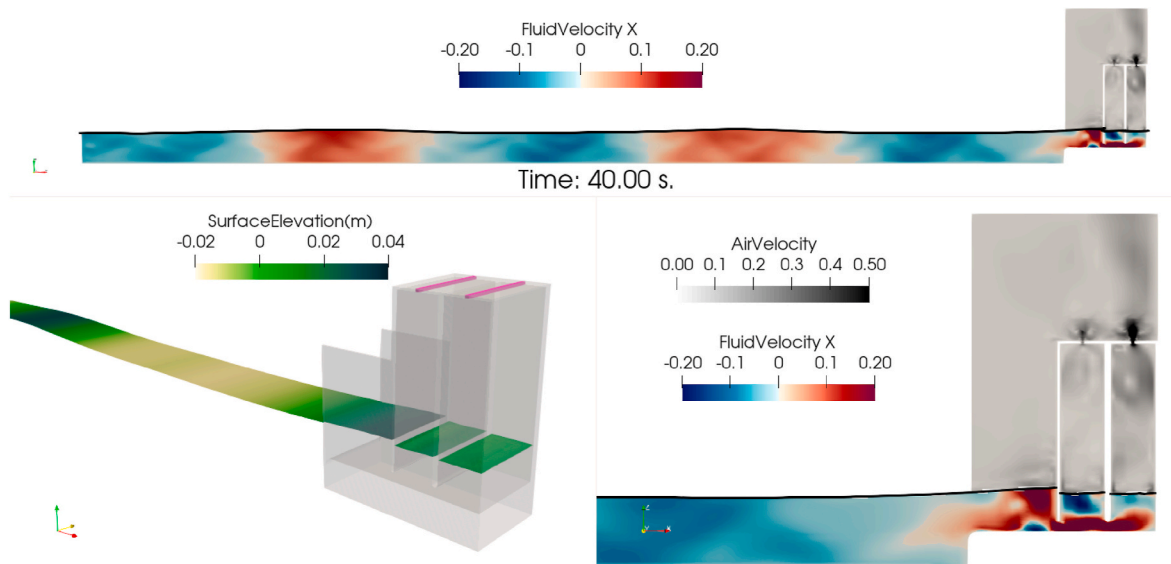 FluidVelocity X
-0.20 -0.1 0 0.1 0.20
Time: 40.00 s.
SurfaceElevation(m)
-0.02 0 0.02 0.04
AirVelocity
0.00 0.1 0.2 0.3 0.4 0.50
FluidVelocity X
-0.20 -0.1 0 0.1 0.20